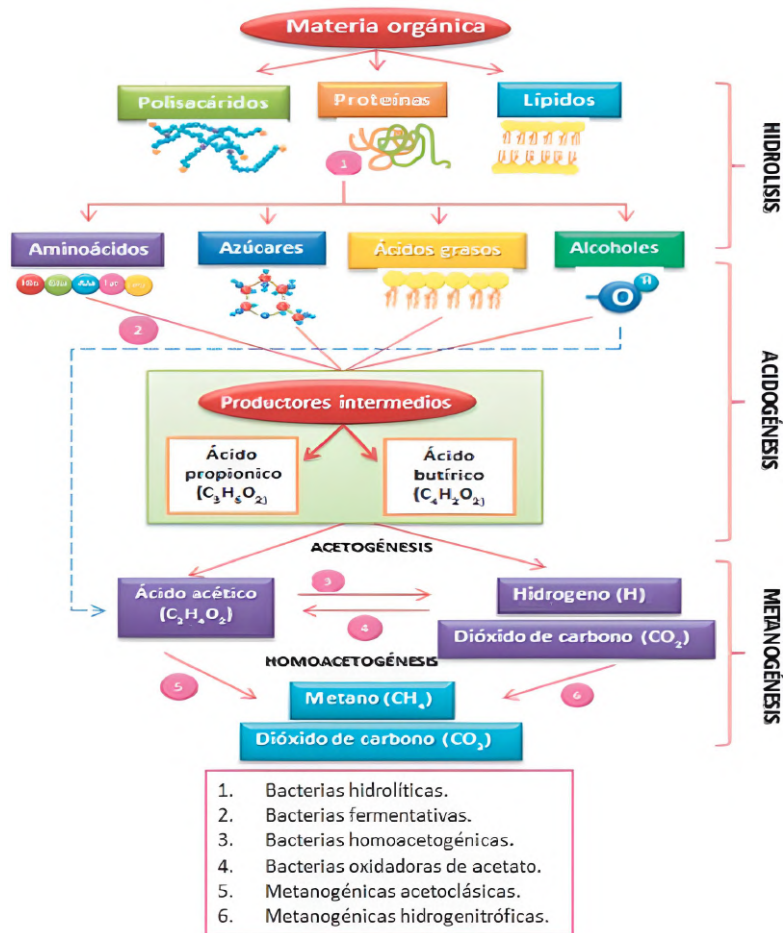 Materia orgánica
Polisacáridos
Proteínas
Lípidos
1
HIDROLISIS
Aminoácidos
Azúcares
Ácidos grasos
Alcoholes
O
H
2
ACIDOGÉNESIS
Productores intermedios
Ácido
propionico
Ácido
butírico
ACETOGÉNESIS
Ácido acético
(C₂H₄O₂)
3
4
Hidrogeno (H)
Dióxido de carbono (CO₂)
HOMOACETOGÉNESIS
METANOGÉNESIS
5
6
Metano (CH₄)
Dióxido de carbono (CO₂)
1. Bacterias hidrolíticas.
2. Bacterias fermentativas.
3. Bacterias homoacetogénicas.
4. Bacterias oxidadoras de acetato.
5. Metanogénicas acetoclásicas.
6. Metanogénicas hidrogenitróficas.